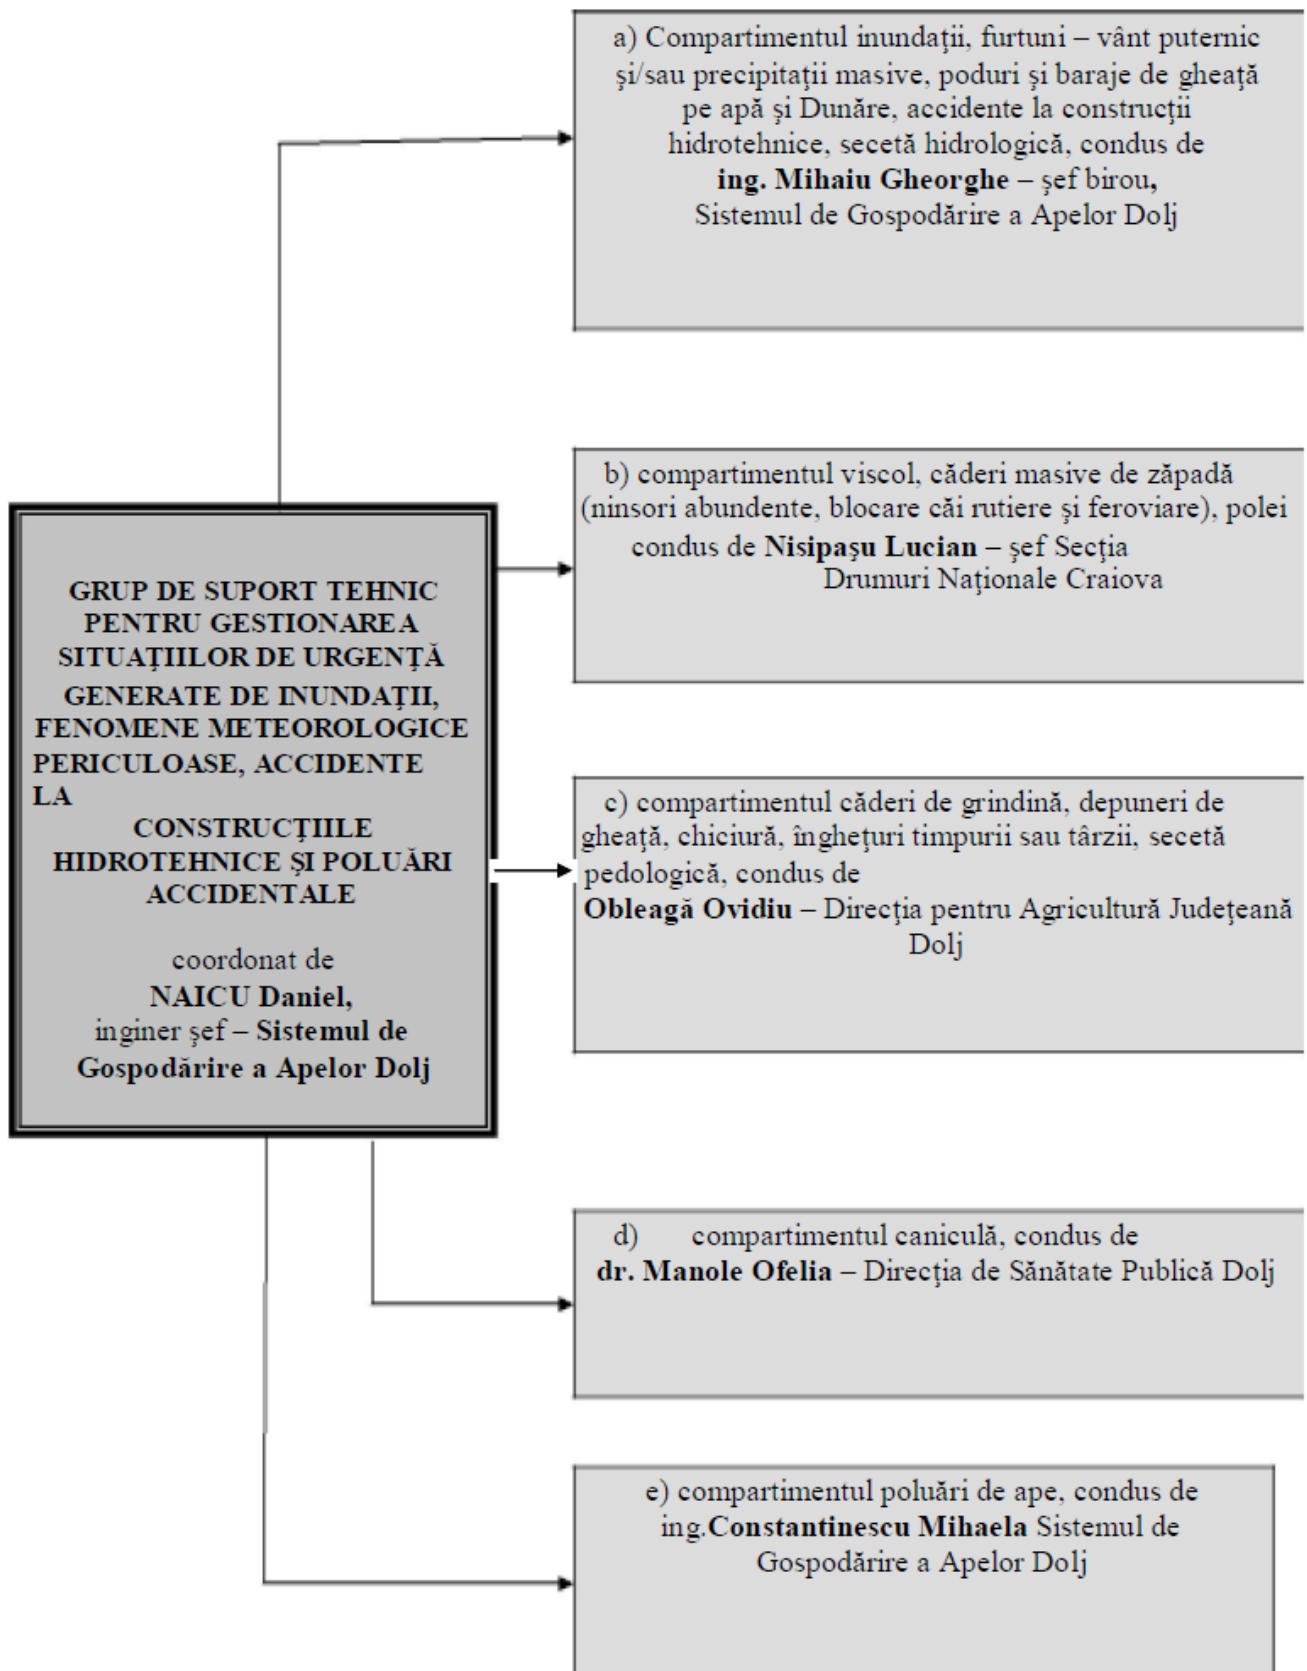 a) Compartimentul inundaţii, furtuni – vânt puternic
şi/sau precipitaţii masive, poduri şi baraje de gheaţă
pe apă şi Dunăre, accidente la construcţii
hidrotehnice, secetă hidrologică, condus de
ing. Mihaiu Gheorghe – şef birou,
Sistemul de Gospodărire a Apelor Dolj
b) compartimentul viscol, căderi masive de zăpadă
(ninsori abundente, blocare căi rutiere şi feroviare), polei
condus de Nisipaşu Lucian – şef Secţia
Drumuri Naţionale Craiova
GRUP DE SUPORT TEHNIC
PENTRU GESTIONAREA
SITUAŢIILOR DE URGENŢĂ
GENERATE DE INUNDAŢII,
FENOMENE METEOROLOGICE
PERICULOASE, ACCIDENTE
LA
CONSTRUCŢIILE
HIDROTEHNICE ŞI POLUĂRI
ACCIDENTALE
coordonat de
NAICU Daniel,
inginer şef – Sistemul de
Gospodărire a Apelor Dolj
c) compartimentul căderi de grindină, depuneri de
gheaţă, chiciură, îngheţuri timpurii sau târzii, secetă
pedologică, condus de
Obleagă Ovidiu – Direcţia pentru Agricultură Judeţeană
Dolj
d) compartimentul caniculă, condus de
dr. Manole Ofelia – Direcţia de Sănătate Publică Dolj
e) compartimentul poluări de ape, condus de
ing.Constantinescu Mihaela Sistemul de
Gospodărire a Apelor Dolj